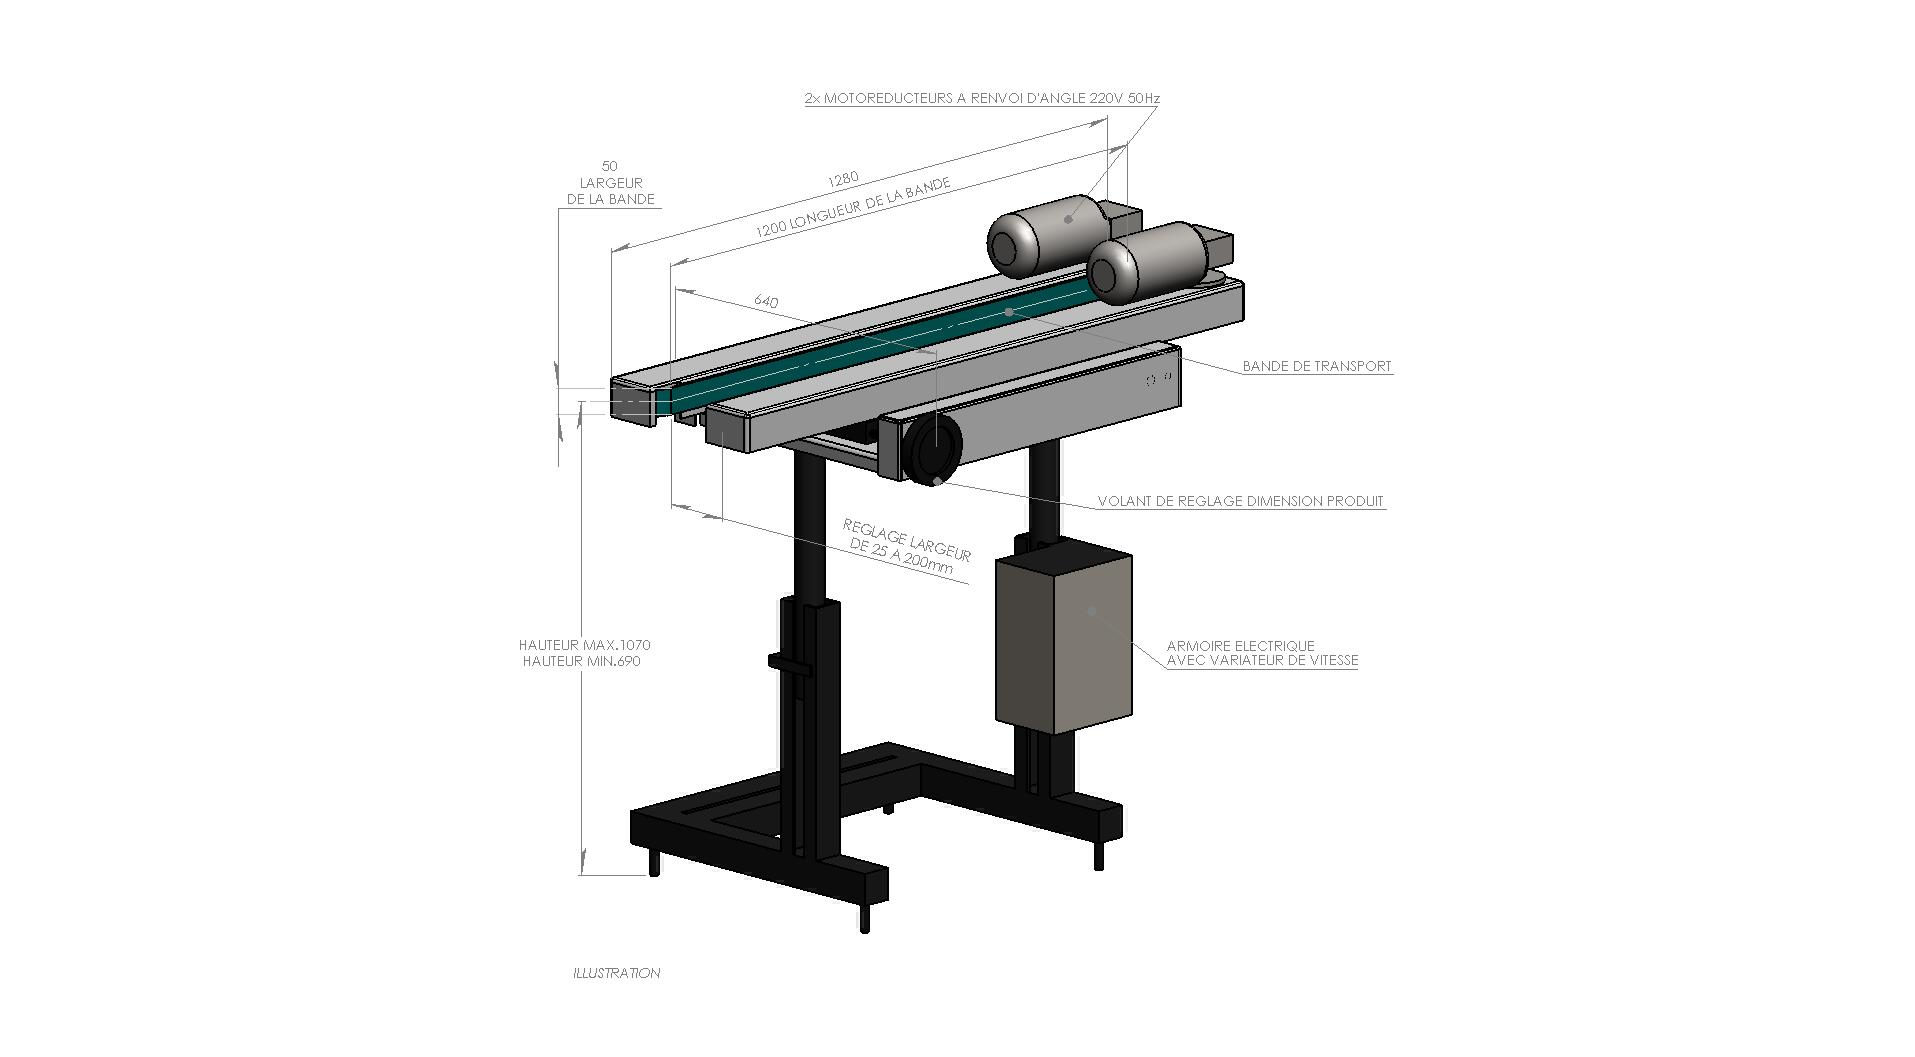 2x MOTOREDUCTEURS A RENVOI D'ANGLE 220V 50Hz
50
LARGEUR
DE LA BANDE
1280
1200 LONGUEUR DE LA BANDE
640
BANDE DE TRANSPORT
VOLANT DE REGLAGE DIMENSION PRODUIT
REGLAGE LARGEUR
DE 25 A 200mm
HAUTEUR MAX.1070
HAUTEUR MIN.690
ARMOIRE ELECTRIQUE
AVEC VARIATEUR DE VITESSE
ILLUSTRATION